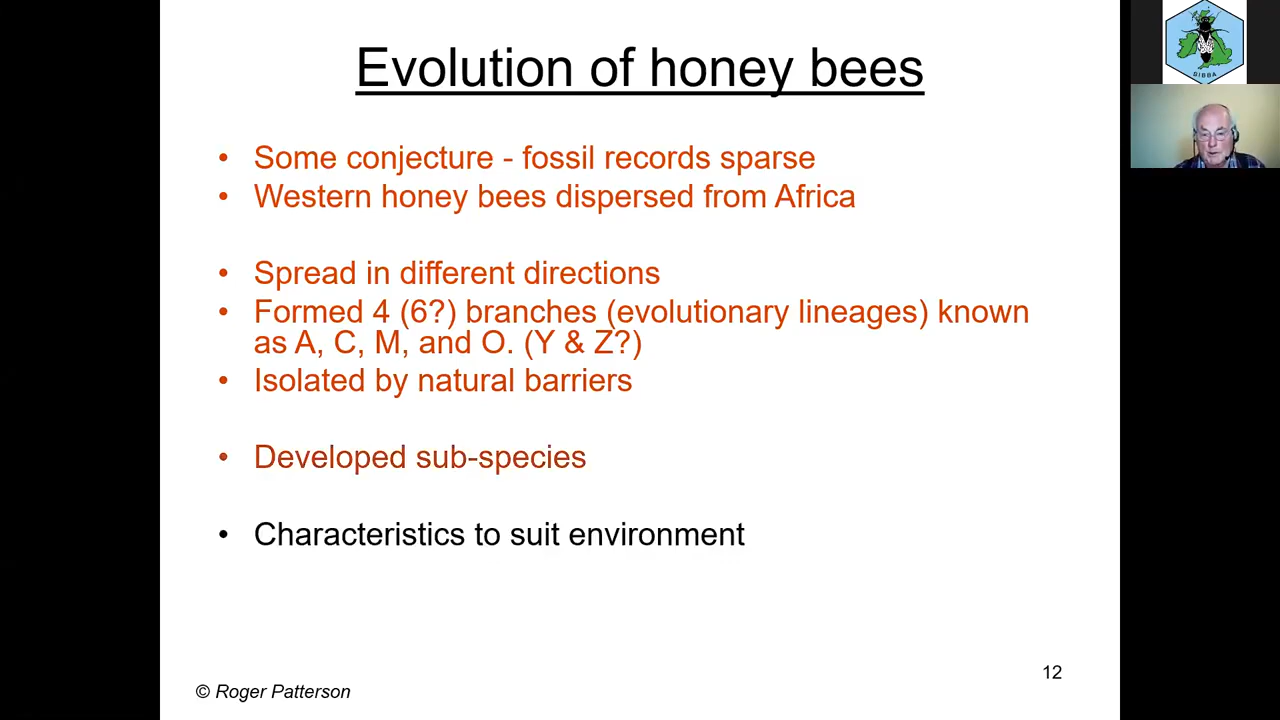 Evolution of honey bees
• Some conjecture - fossil records sparse
• Western honey bees dispersed from Africa
• Spread in different directions
• Formed 4 (6?) branches (evolutionary lineages) known
as A, C, M, and O. (Y & Z?)
• Isolated by natural barriers
• Developed sub-species
• Characteristics to suit environment
12
© Roger Patterson
BIBBA